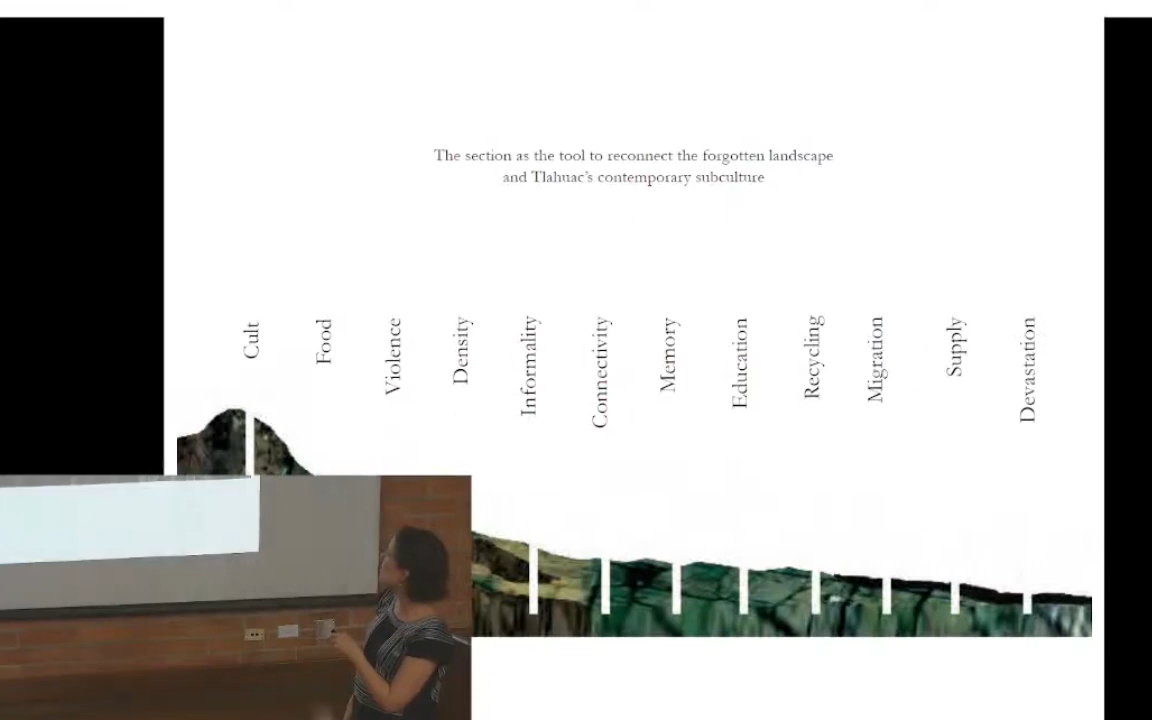 The section as the tool to reconnect the forgotten landscape
and Tlahuac's contemporary subculture
Cult
Food
Violence
Density
Informality
Connectivity
Memory
Education
Recycling
Migration
Supply
Devastation